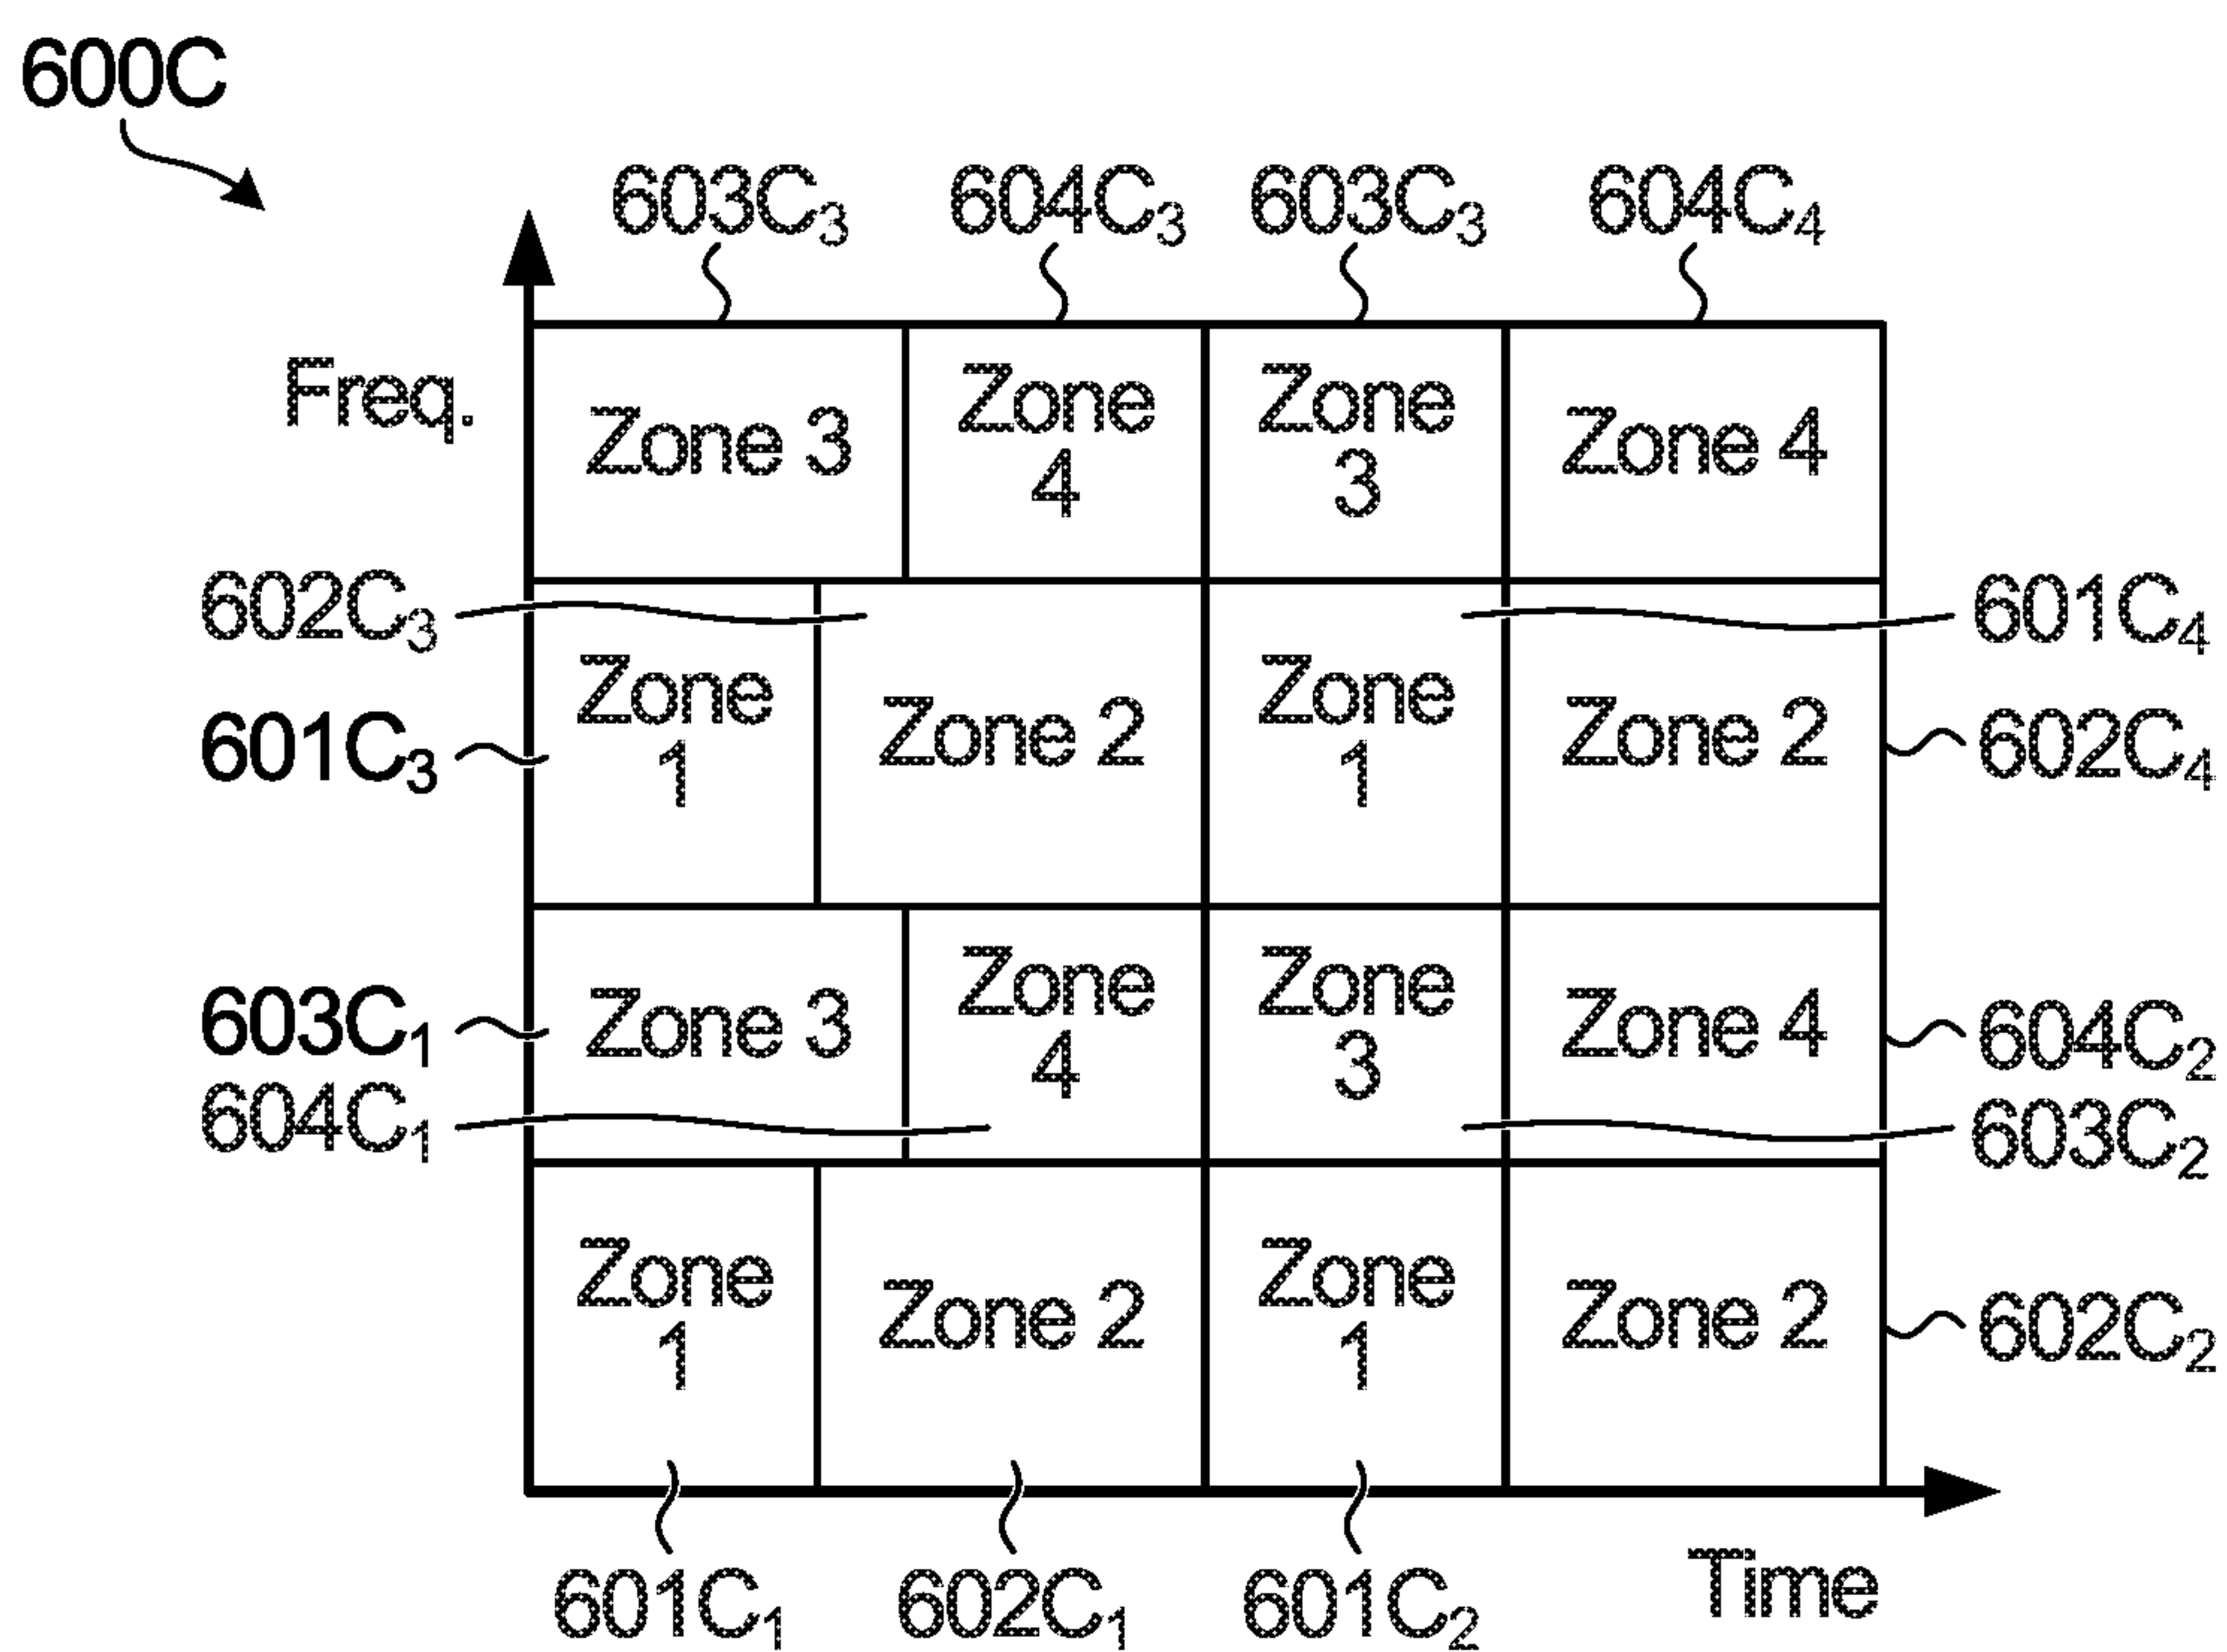 600C
603C₃ 604C₃ 603C₃ 604C₄
Freq.
Zone 3
Zone
4
Zone
3
Zone 4
602C₃
601C₄
Zone
1
Zone 2
Zone
1
Zone 2
601C₃
602C₄
Zone 3
Zone
4
Zone
3
Zone 4
603C₁
604C₂
604C₁
603C₂
Zone
1
Zone 2
Zone
1
Zone 2
602C₂
Time
601C₁ 602C₁ 601C₂